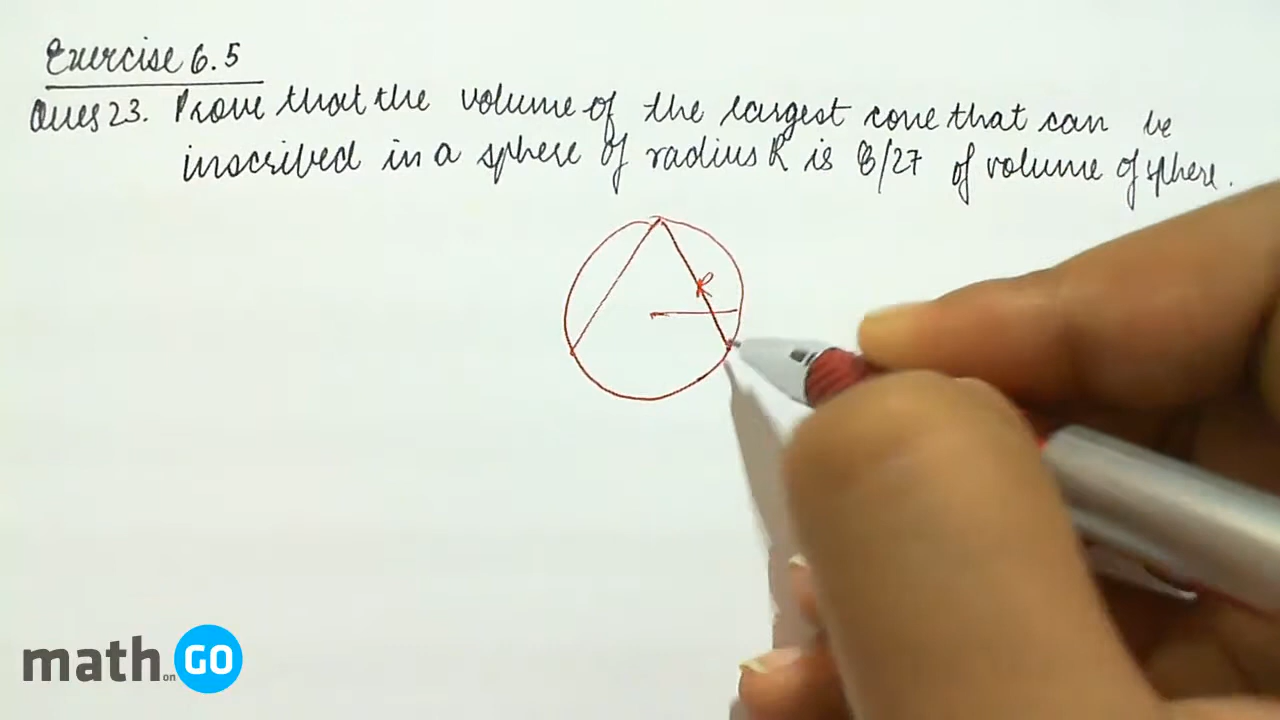 Exercise 6.5
Ques 23. Prove that the volume of the largest cone that can be
inscribed in a sphere of radius R is 8/27 of volume of sphere.
R
math on GO